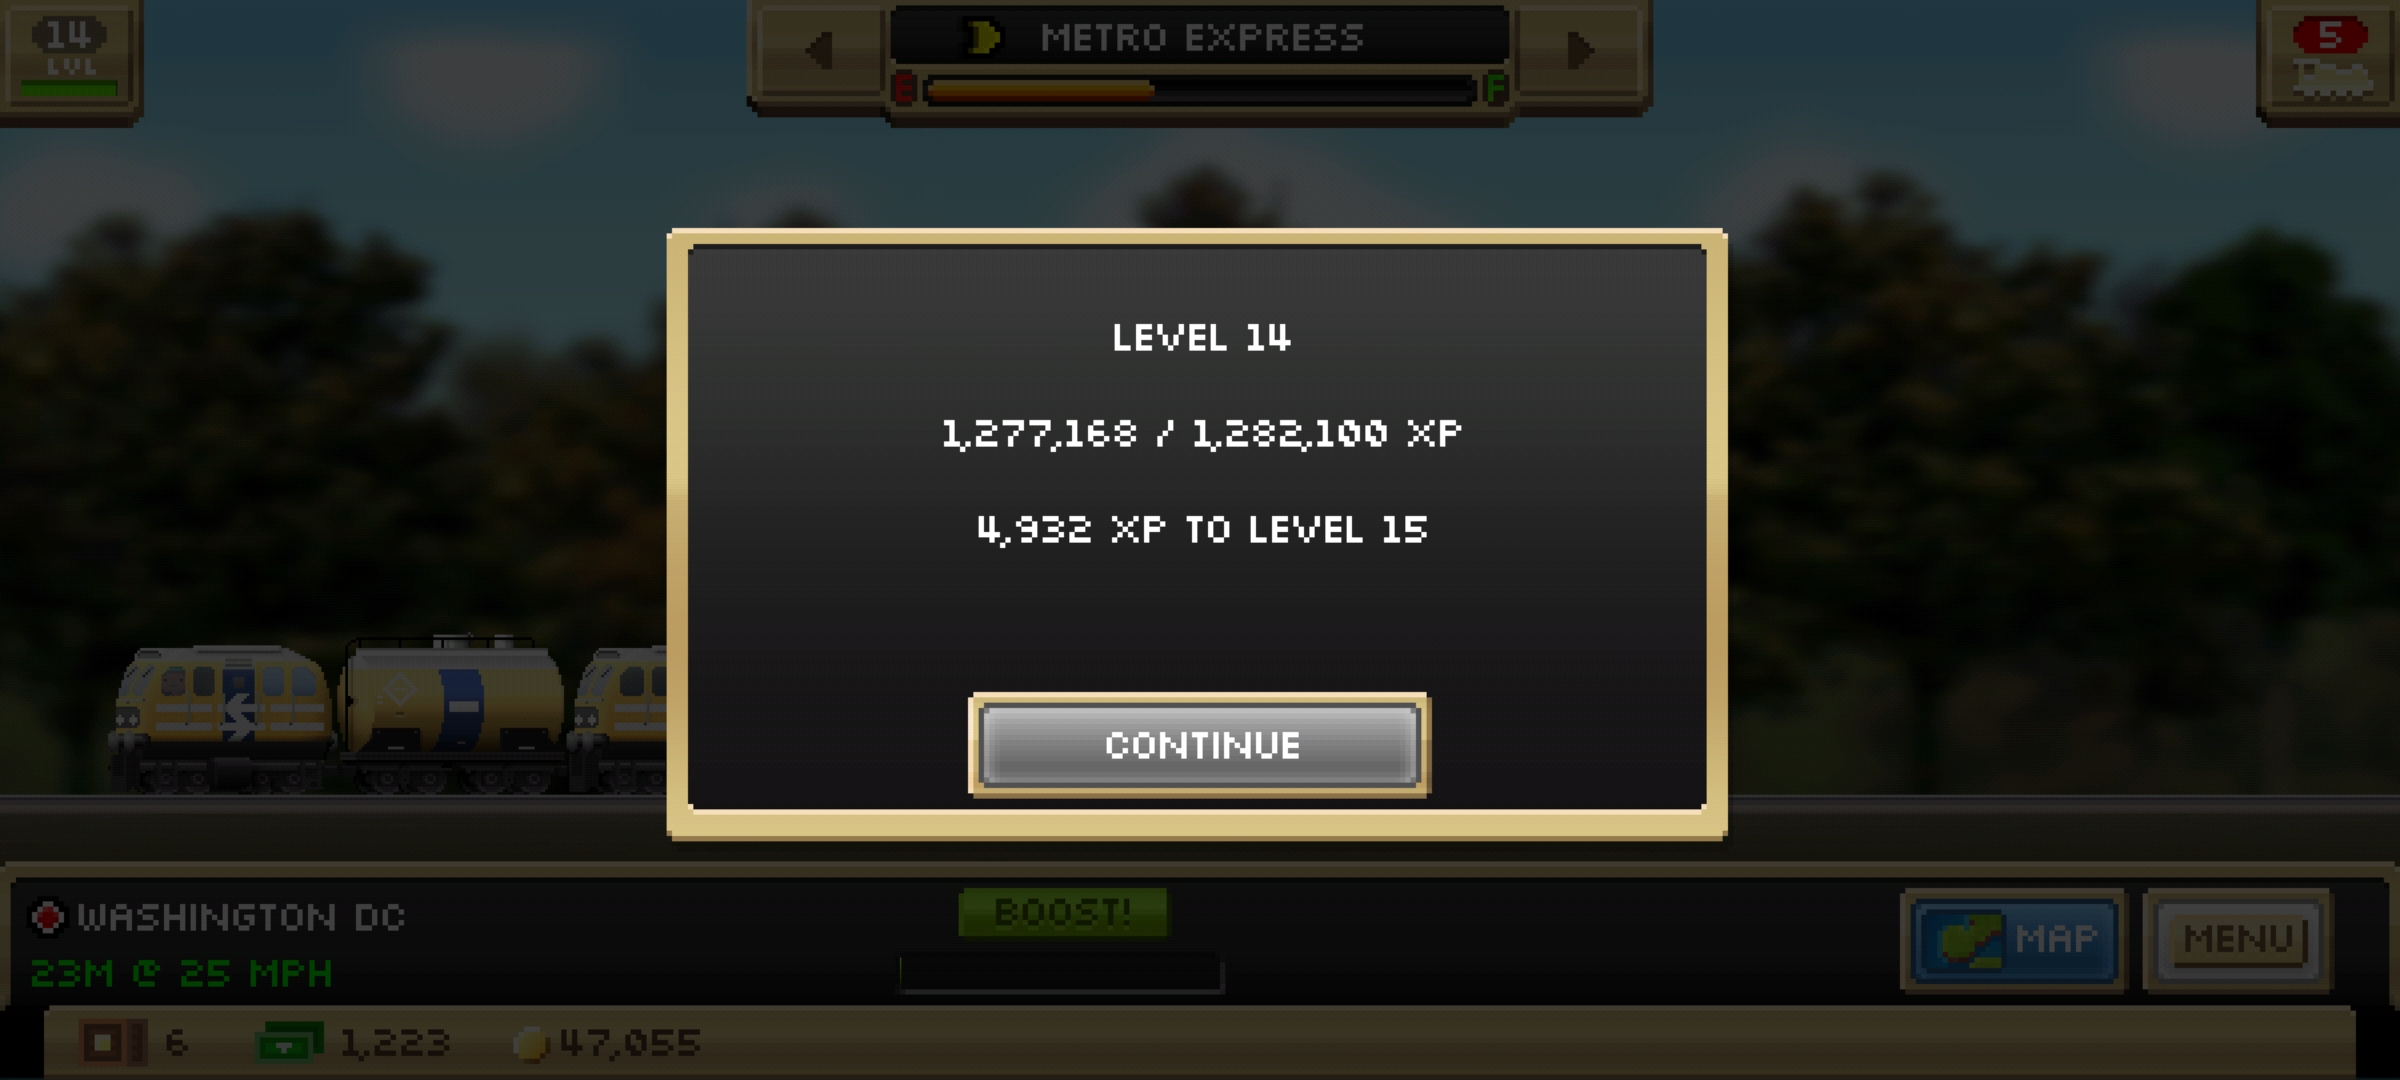 14
LVL
METRO EXPRESS
E F
5
LEVEL 14
1,277,168 / 1,282,100 XP
4,932 XP TO LEVEL 15
CONTINUE
WASHINGTON DC
23M @ 25 MPH
BOOST!
MAP
MENU
6 1,223 47,055